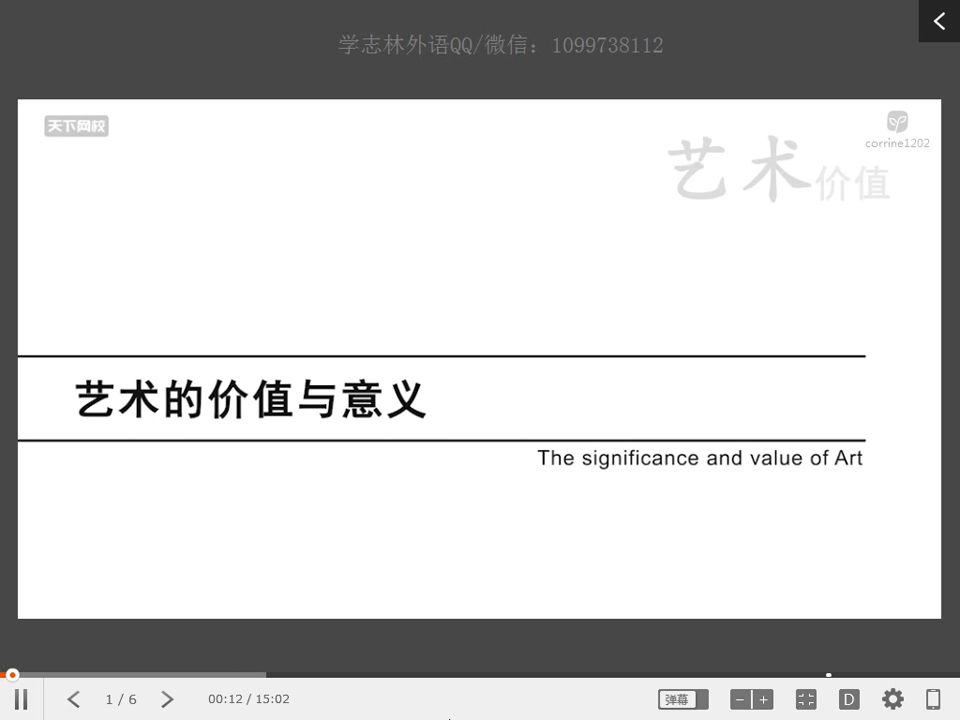 学志林外语QQ/微信：1099738112
天下网校
corrine1202
艺术价值
艺术的价值与意义
The significance and value of Art
1 / 6
00:12 / 15:02
弹幕
D